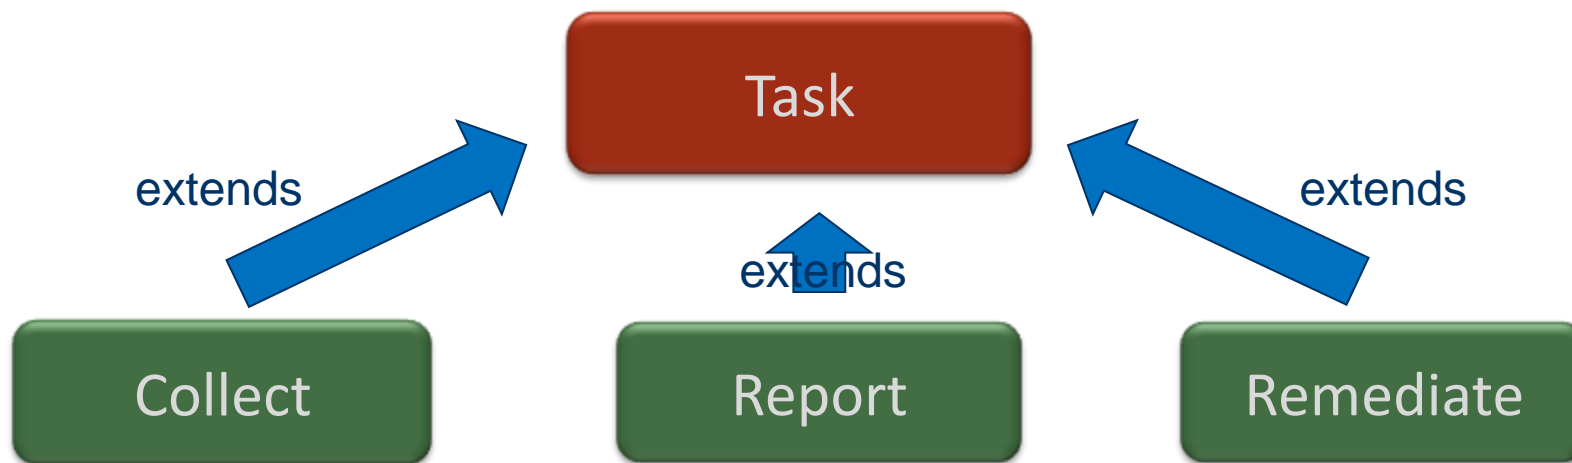 Task
extends
extends
extends
Collect
Report
Remediate